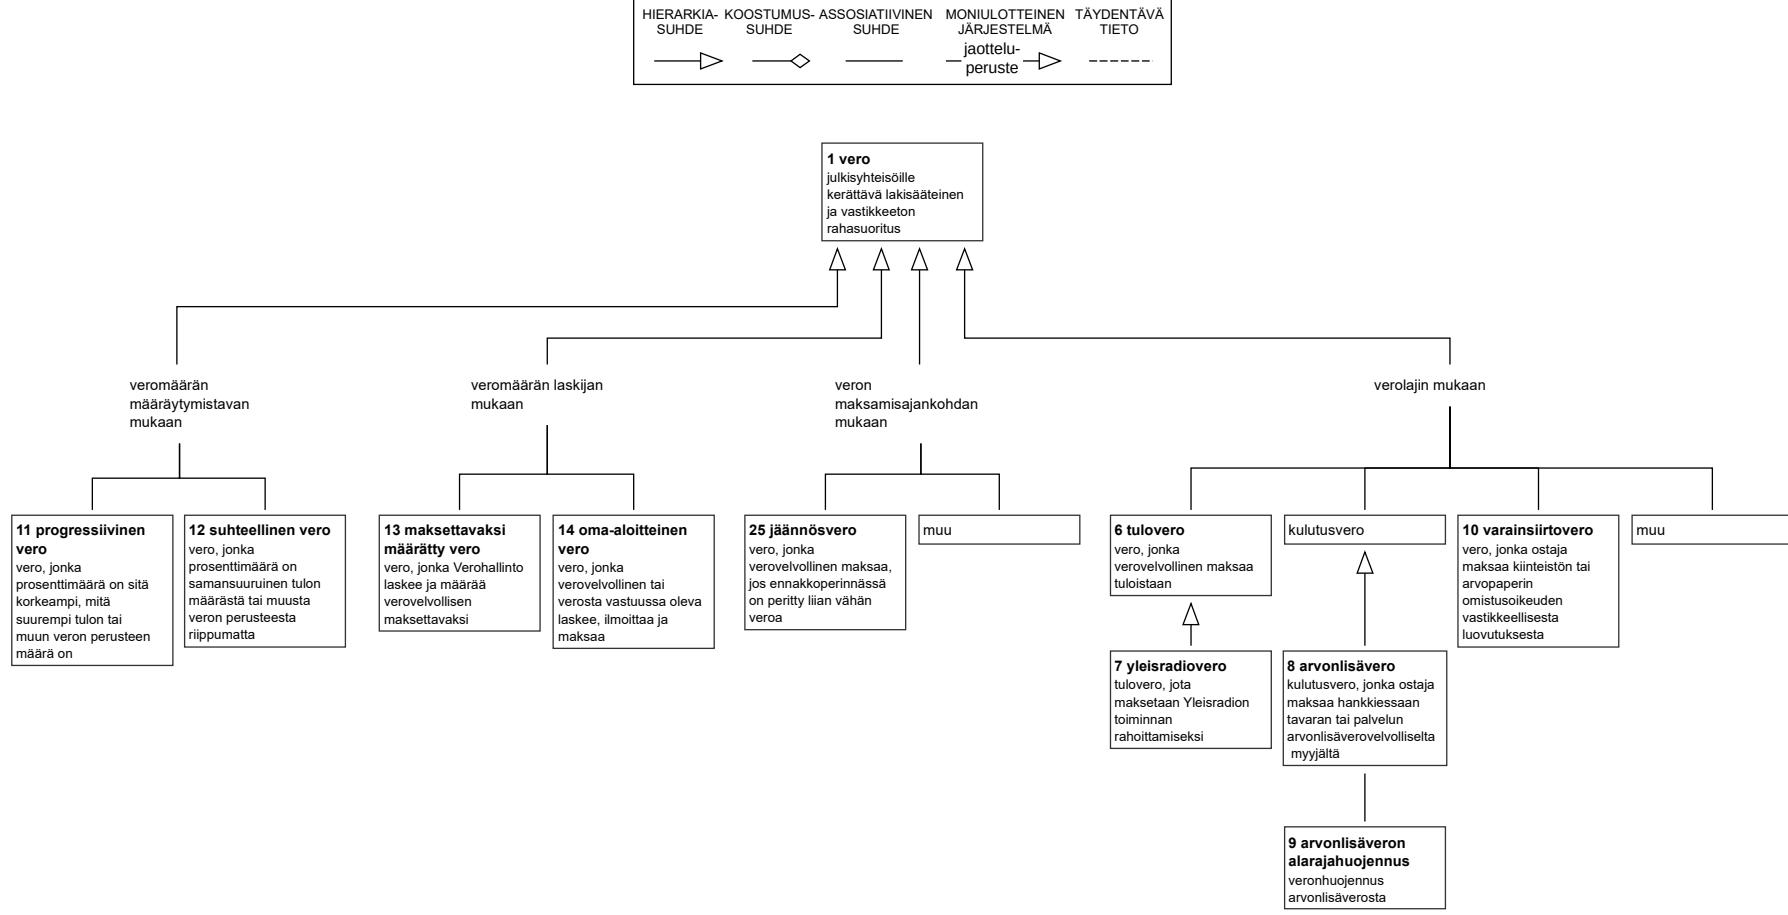 HIERARKIA-
SUHDE
KOOSTUMUS-
SUHDE
ASSOSIATIIVINEN
SUHDE
MONIULOTTEINEN
JÄRJESTELMÄ
jaottelu-
peruste
TÄYDENTÄVÄ
TIETO
1 vero
julkisyhteisöille
kerättävä lakisääteinen
ja vastikkeeton
rahasuoritus
veromäärän
määräytymistavan
mukaan
veromäärän laskijan
mukaan
veron
maksamisajankohdan
mukaan
verolajin mukaan
11 progressiivinen
vero
vero, jonka
prosenttimäärä on sitä
korkeampi, mitä
suurempi tulon tai
muun veron perusteen
määrä on
12 suhteellinen vero
vero, jonka
prosenttimäärä on
samansuuruinen tulon
määrästä tai muusta
veron perusteesta
riippumatta
13 maksettavaksi
määrätty vero
vero, jonka Verohallinto
laskee ja määrää
verovelvollisen
maksettavaksi
14 oma-aloitteinen
vero
vero, jonka
verovelvollinen tai
verosta vastuussa oleva
laskee, ilmoittaa ja
maksaa
25 jäännösvero
vero, jonka
verovelvollinen maksaa,
jos ennakkoperinnässä
on peritty liian vähän
veroa
muu
6 tulovero
vero, jonka
verovelvollinen maksaa
tuloistaan
kulutusvero
10 varainsiirtovero
vero, jonka ostaja
maksaa kiinteistön tai
arvopaperin
omistusoikeuden
vastikkeellisesta
luovutuksesta
muu
7 yleisradiovero
tulovero, jota
maksetaan Yleisradion
toiminnan
rahoittamiseksi
8 arvonlisävero
kulutusvero, jonka ostaja
maksaa hankkiessaan
tavaran tai palvelun
arvonlisäverovelvolliselta
myyjältä
9 arvonlisäveron
alarajahuojennus
veronhuojennus
arvonlisäverosta